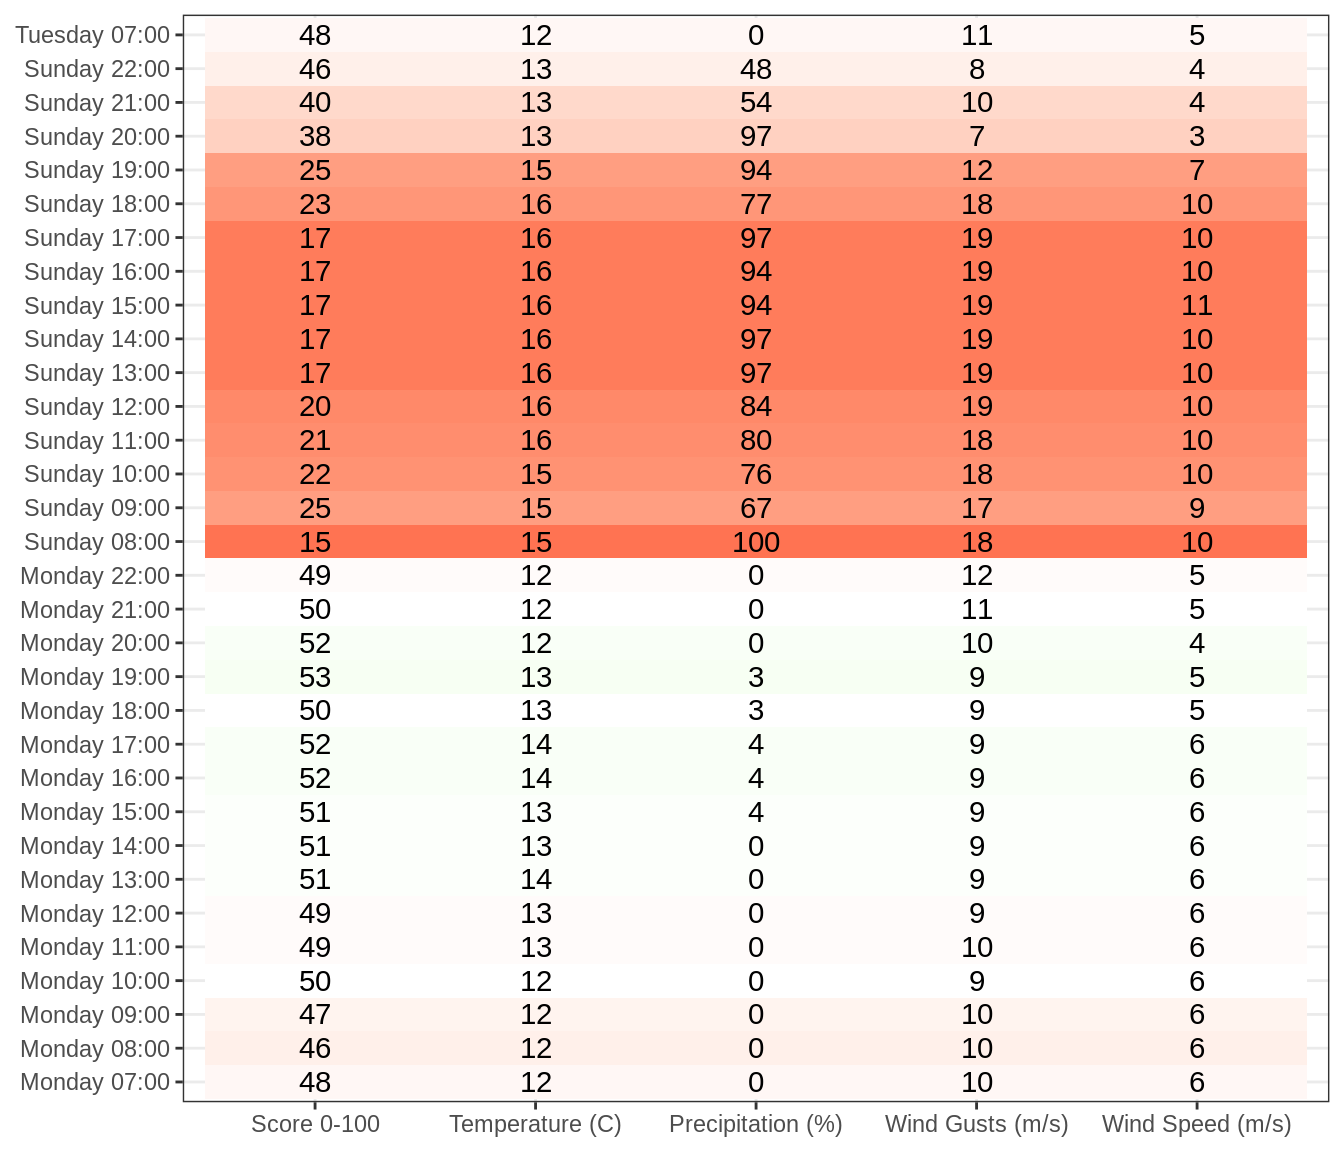 Tuesday 07:00 48 12 0 11 5
Sunday 22:00 46 13 48 8 4
Sunday 21:00 40 13 54 10 4
Sunday 20:00 38 13 97 7 3
Sunday 19:00 25 15 94 12 7
Sunday 18:00 23 16 77 18 10
Sunday 17:00 17 16 97 19 10
Sunday 16:00 17 16 94 19 10
Sunday 15:00 17 16 94 19 11
Sunday 14:00 17 16 97 19 10
Sunday 13:00 17 16 97 19 10
Sunday 12:00 20 16 84 19 10
Sunday 11:00 21 16 80 18 10
Sunday 10:00 22 15 76 18 10
Sunday 09:00 25 15 67 17 9
Sunday 08:00 15 15 100 18 10
Monday 22:00 49 12 0 12 5
Monday 21:00 50 12 0 11 5
Monday 20:00 52 12 0 10 4
Monday 19:00 53 13 3 9 5
Monday 18:00 50 13 3 9 5
Monday 17:00 52 14 4 9 6
Monday 16:00 52 14 4 9 6
Monday 15:00 51 13 4 9 6
Monday 14:00 51 13 0 9 6
Monday 13:00 51 14 0 9 6
Monday 12:00 49 13 0 9 6
Monday 11:00 49 13 0 10 6
Monday 10:00 50 12 0 9 6
Monday 09:00 47 12 0 10 6
Monday 08:00 46 12 0 10 6
Monday 07:00 48 12 0 10 6
Score 0-100 Temperature (C) Precipitation (%) Wind Gusts (m/s) Wind Speed (m/s)